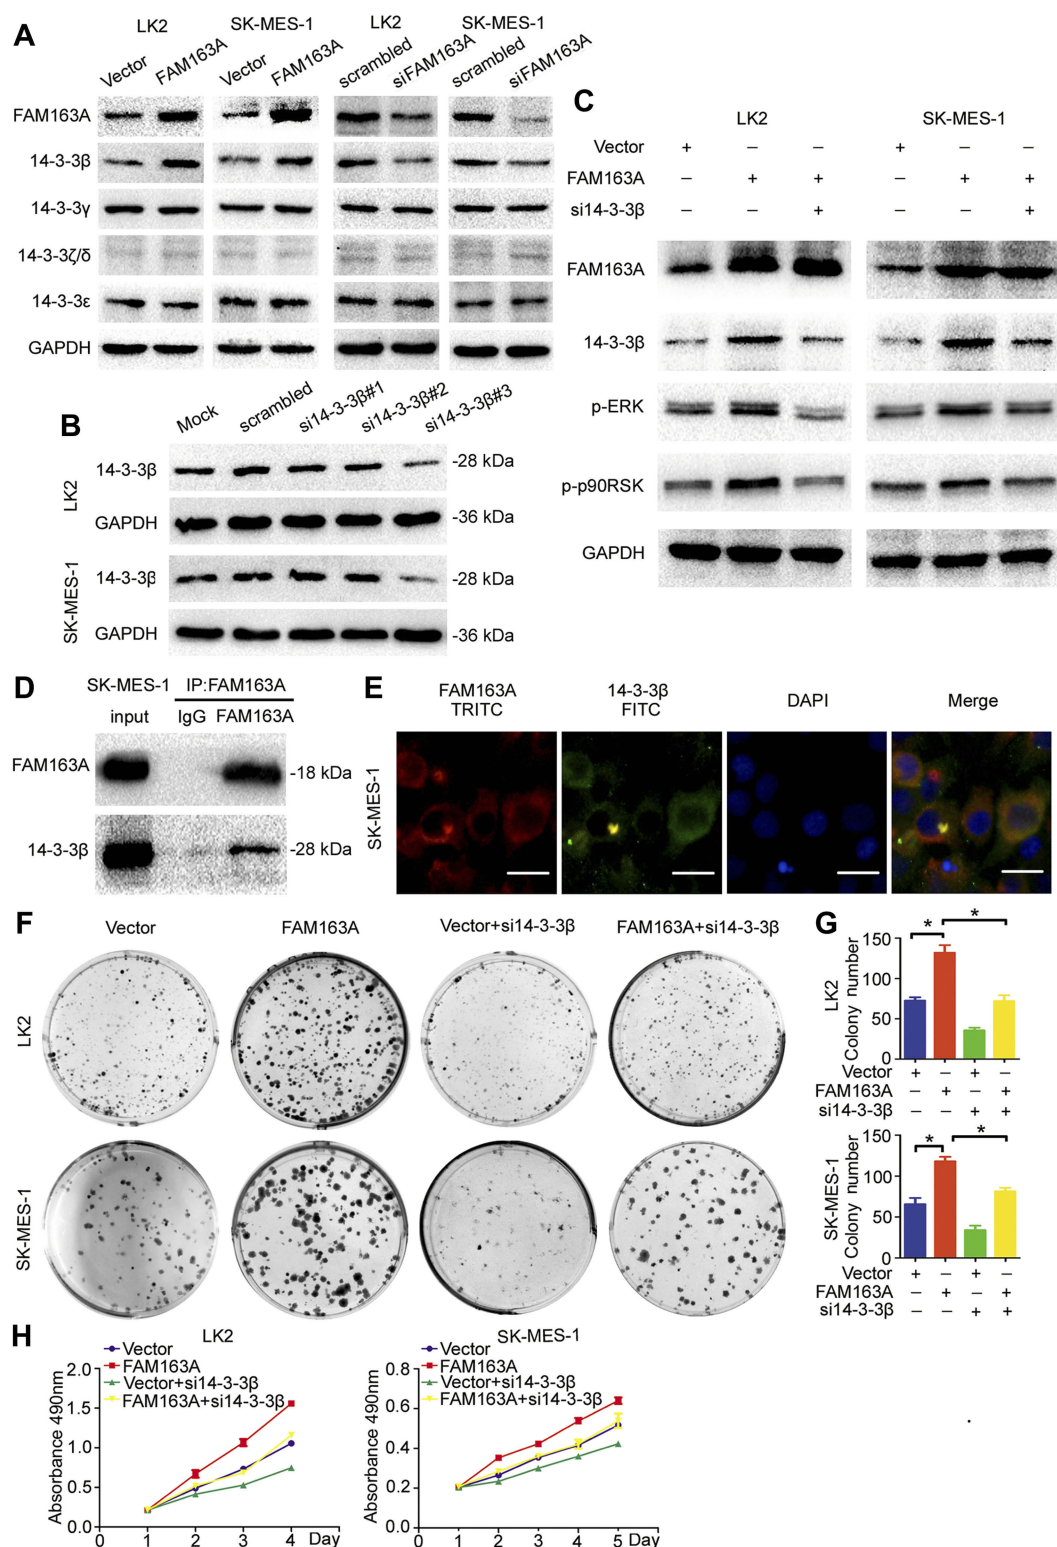 A
LK2 SK-MES-1 LK2 SK-MES-1
Vector FAM163A Vector FAM163A scrambled siFAM163A scrambled siFAM163A
FAM163A
14-3-3β
14-3-3γ
14-3-3ζ/δ
14-3-3ε
GAPDH
B
Mock scrambled si14-3-3β#1 si14-3-3β#2 si14-3-3β#3
LK2
14-3-3β -28 kDa
GAPDH -36 kDa
SK-MES-1
14-3-3β -28 kDa
GAPDH -36 kDa
C
LK2 SK-MES-1
Vector + − − + − −
FAM163A − + + − + +
si14-3-3β − − + − − +
FAM163A
14-3-3β
p-ERK
p-p90RSK
GAPDH
D
SK-MES-1 IP:FAM163A
input IgG FAM163A
FAM163A -18 kDa
14-3-3β -28 kDa
E
FAM163A 14-3-3β DAPI Merge
TRITC FITC
SK-MES-1
F
Vector FAM163A Vector+si14-3-3β FAM163A+si14-3-3β
LK2
SK-MES-1
G
* *
LK2
Colony number
150
100
50
0
Vector + − + −
FAM163A − + − +
si14-3-3β − − + +
* *
SK-MES-1
Colony number
150
100
50
0
Vector + − + −
FAM163A − + − +
si14-3-3β − − + +
H
LK2
Vector
FAM163A
Vector+si14-3-3β
FAM163A+si14-3-3β
Absorbance 490nm
2.0
1.5
1.0
0.5
0.0
0 1 2 3 4 Day
SK-MES-1
Vector
FAM163A
Vector+si14-3-3β
FAM163A+si14-3-3β
Absorbance 490nm
0.8
0.6
0.4
0.2
0.0
0 1 2 3 4 5 Day